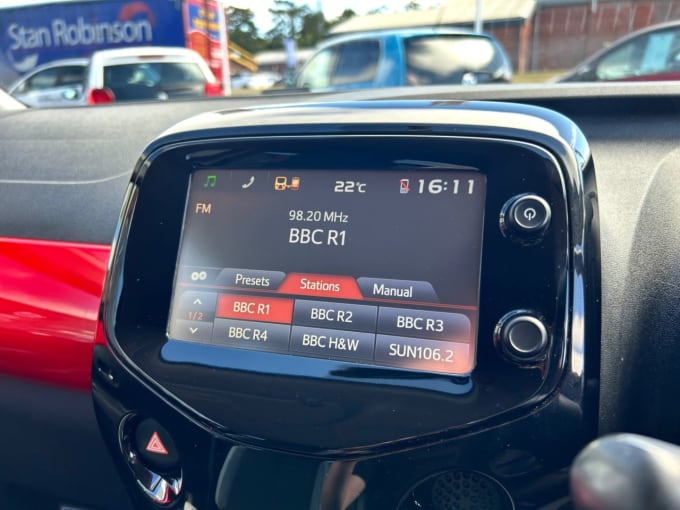 Stan Robinson
22°C
16:11
FM
98.20 MHz
BBC R1
Presets
Stations
Manual
1/2
BBC R1
BBC R2
BBC R3
BBC R4
BBC H&W
SUN106.2